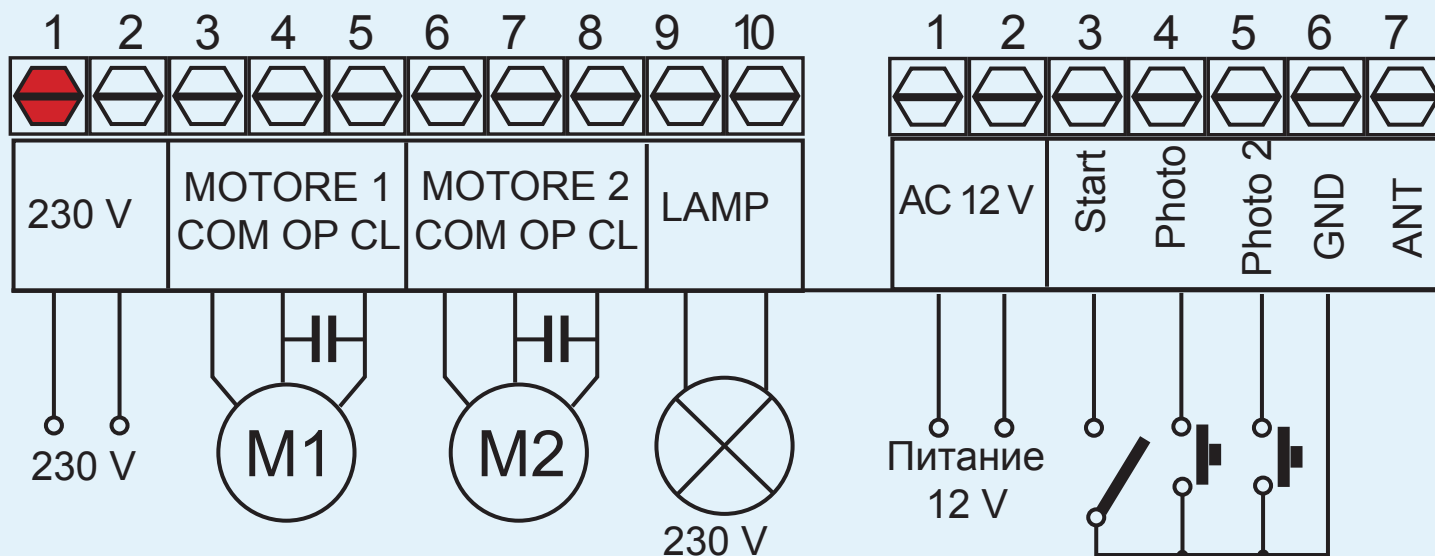 1 2 3 4 5 6 7 8 9 10
1 2 3 4 5 6 7
230 V
MOTORE 1
COM OP CL
MOTORE 2
COM OP CL
LAMP
AC 12 V
Start
Photo
Photo 2
GND
ANT
230 V
M1
M2
230 V
Питание
12 V